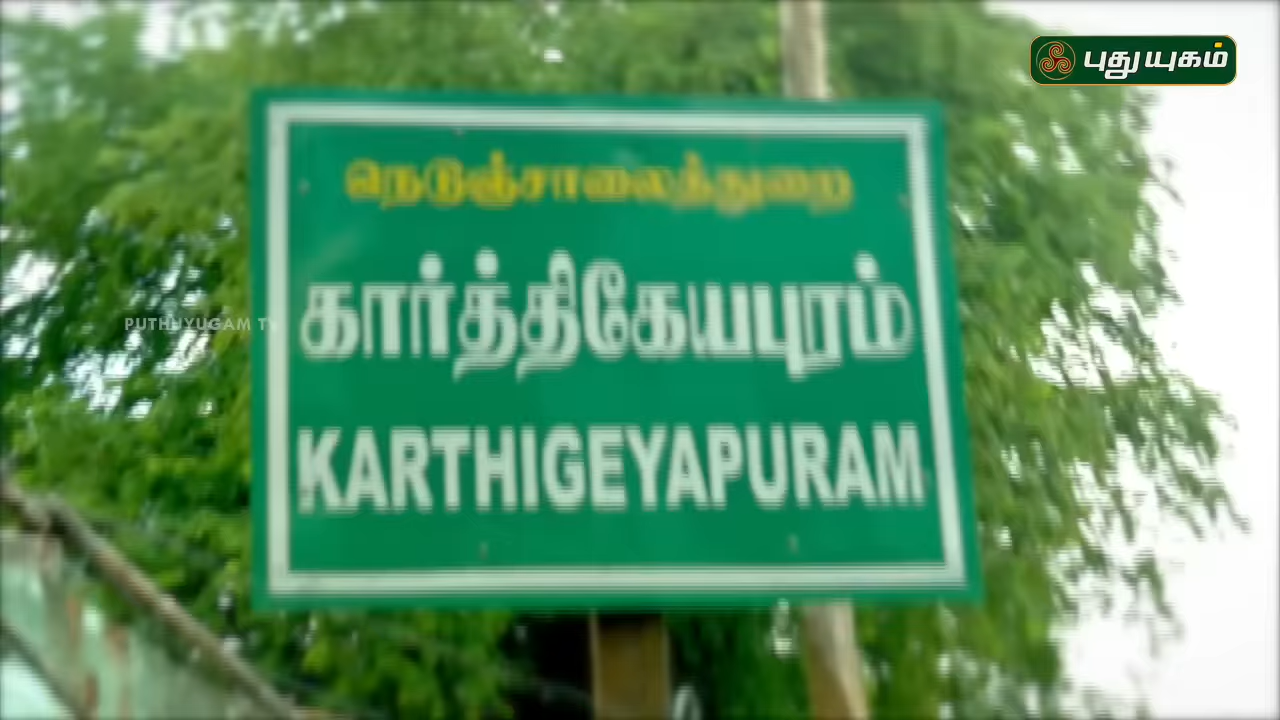 புதுயுகம்
நெடுஞ்சாலைத்துறை
கார்த்திகேயபுரம்
PUTHUYUGAM TV
KARTHIGEYAPURAM